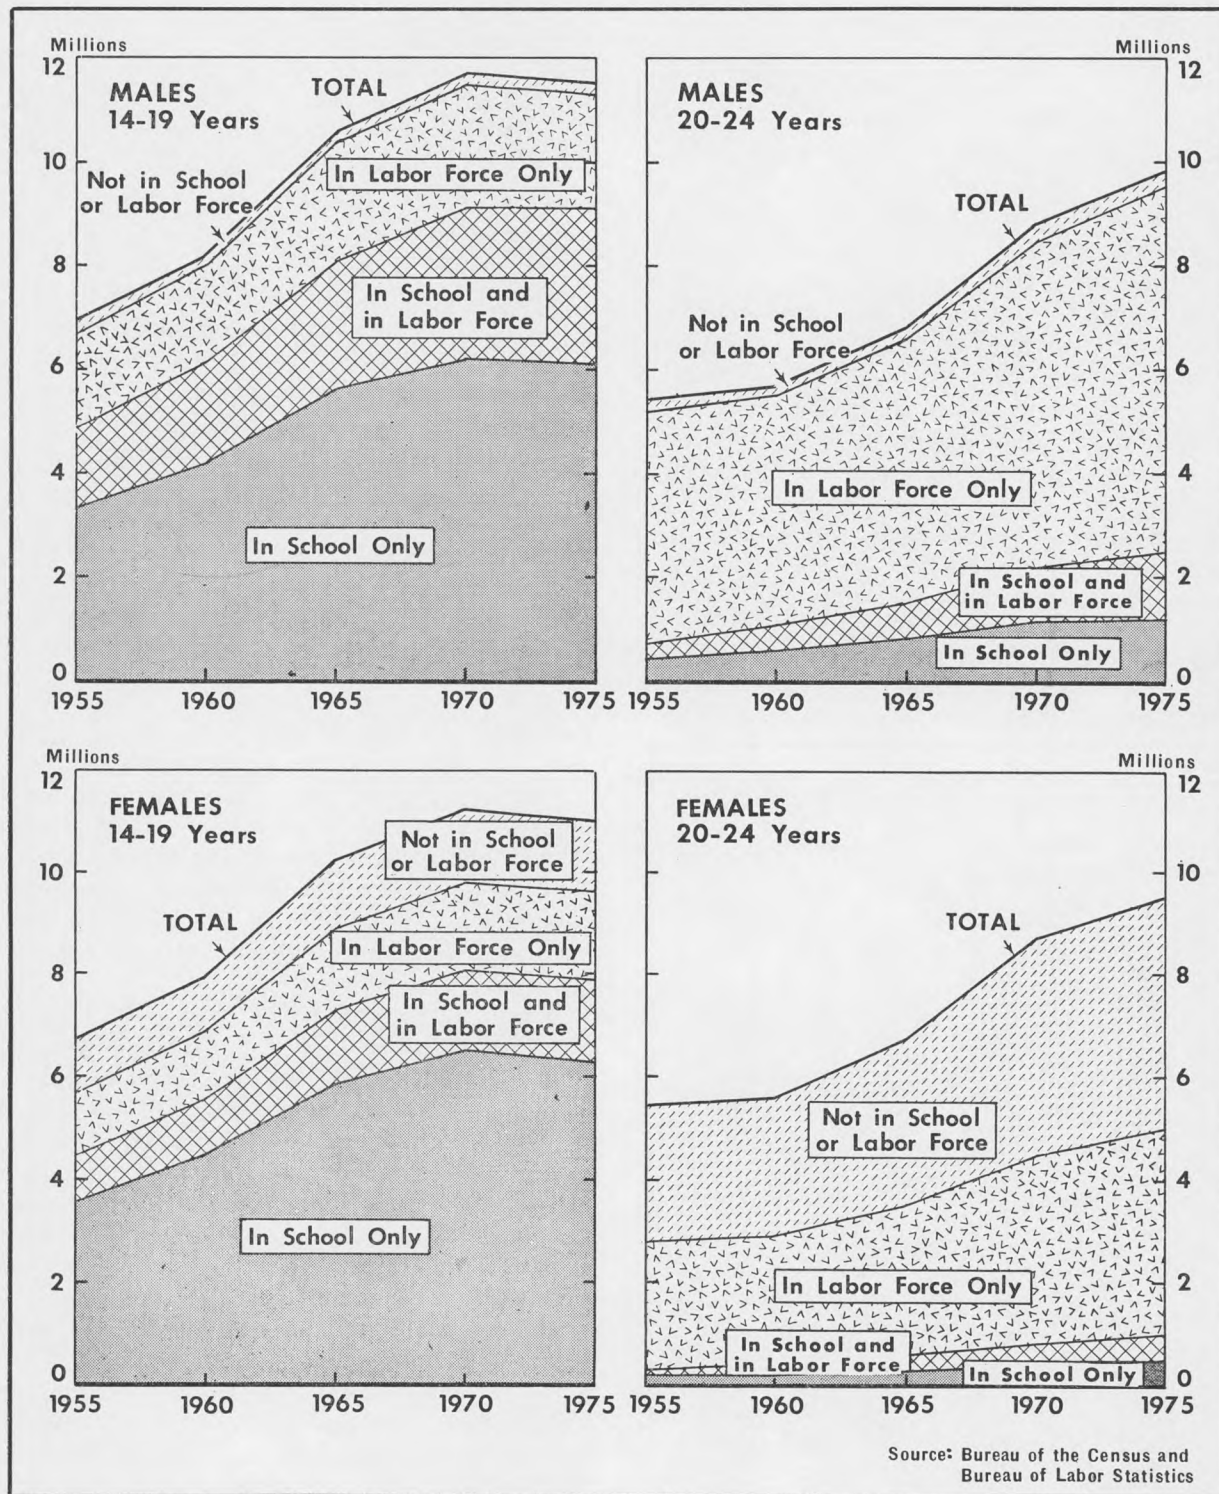 Millions
12
10
8
6
4
2
0
MALES
14-19 Years
TOTAL
Not in School
or Labor Force
In Labor Force Only
In School and
in Labor Force
In School Only
1955 1960 1965 1970 1975
Millions
12
10
8
6
4
2
0
MALES
20-24 Years
TOTAL
Not in School
or Labor Force
In Labor Force Only
In School and
in Labor Force
In School Only
1955 1960 1965 1970 1975
Millions
12
10
8
6
4
2
0
FEMALES
14-19 Years
Not in School
or Labor Force
TOTAL
In Labor Force Only
In School and
in Labor Force
In School Only
1955 1960 1965 1970 1975
Millions
12
10
8
6
4
2
0
FEMALES
20-24 Years
TOTAL
Not in School
or Labor Force
In Labor Force Only
In School and
in Labor Force
In School Only
1955 1960 1965 1970 1975
Source: Bureau of the Census and
Bureau of Labor Statistics